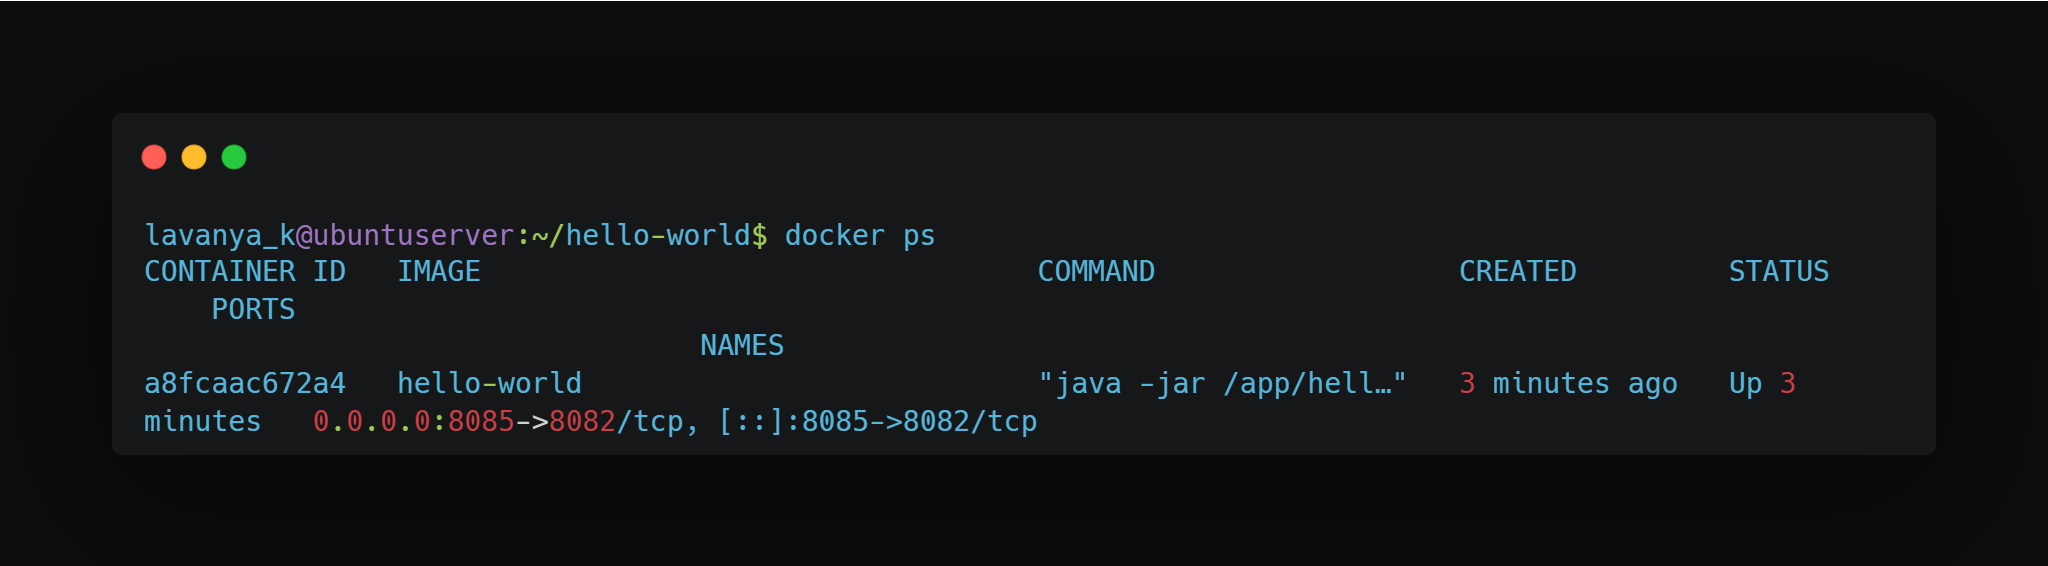 lavanya_k@ubuntuserver:~/hello-world$ docker ps
CONTAINER ID   IMAGE                                 COMMAND                  CREATED         STATUS
    PORTS
                                 NAMES
a8fcaac672a4   hello-world                           "java -jar /app/hell…"   3 minutes ago   Up 3
minutes   0.0.0.0:8085->8082/tcp, [::]:8085->8082/tcp